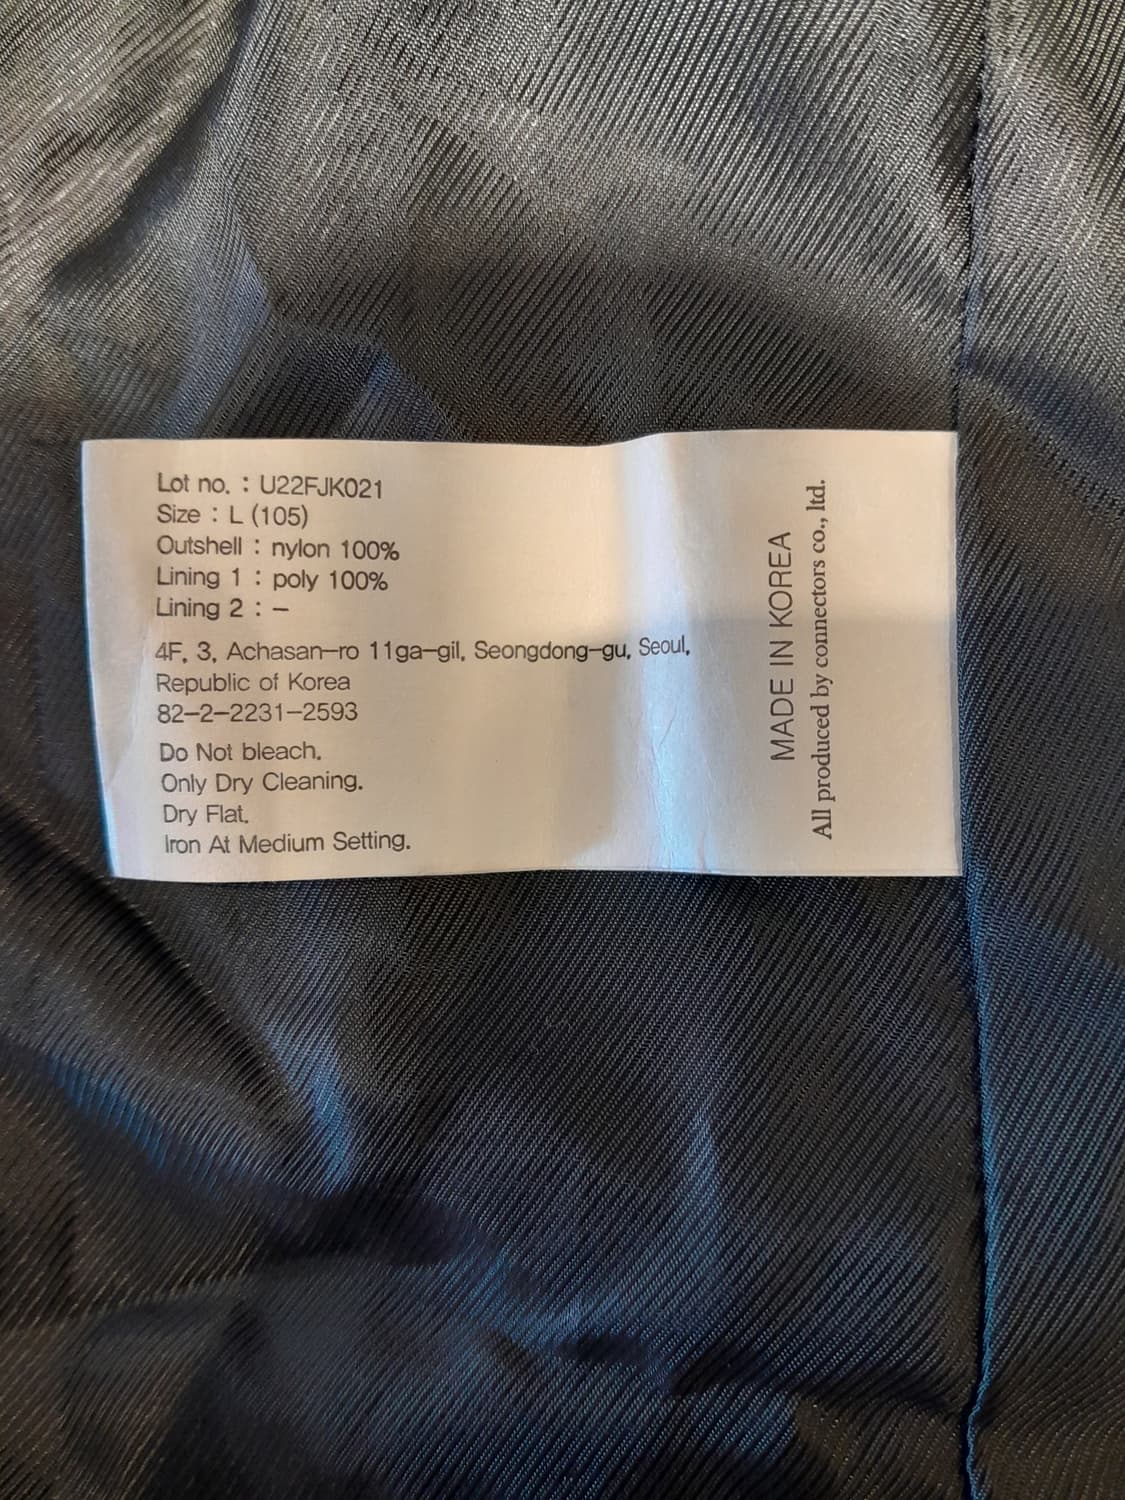 Lot no. : U22FJK021
Size : L (105)
Outshell : nylon 100%
Lining 1 : poly 100%
Lining 2 : –
4F, 3, Achasan–ro 11ga–gil, Seongdong–gu, Seoul,
Republic of Korea
82–2–2231–2593
Do Not bleach.
Only Dry Cleaning.
Dry Flat.
Iron At Medium Setting.
MADE IN KOREA
All produced by connectors co., ltd.